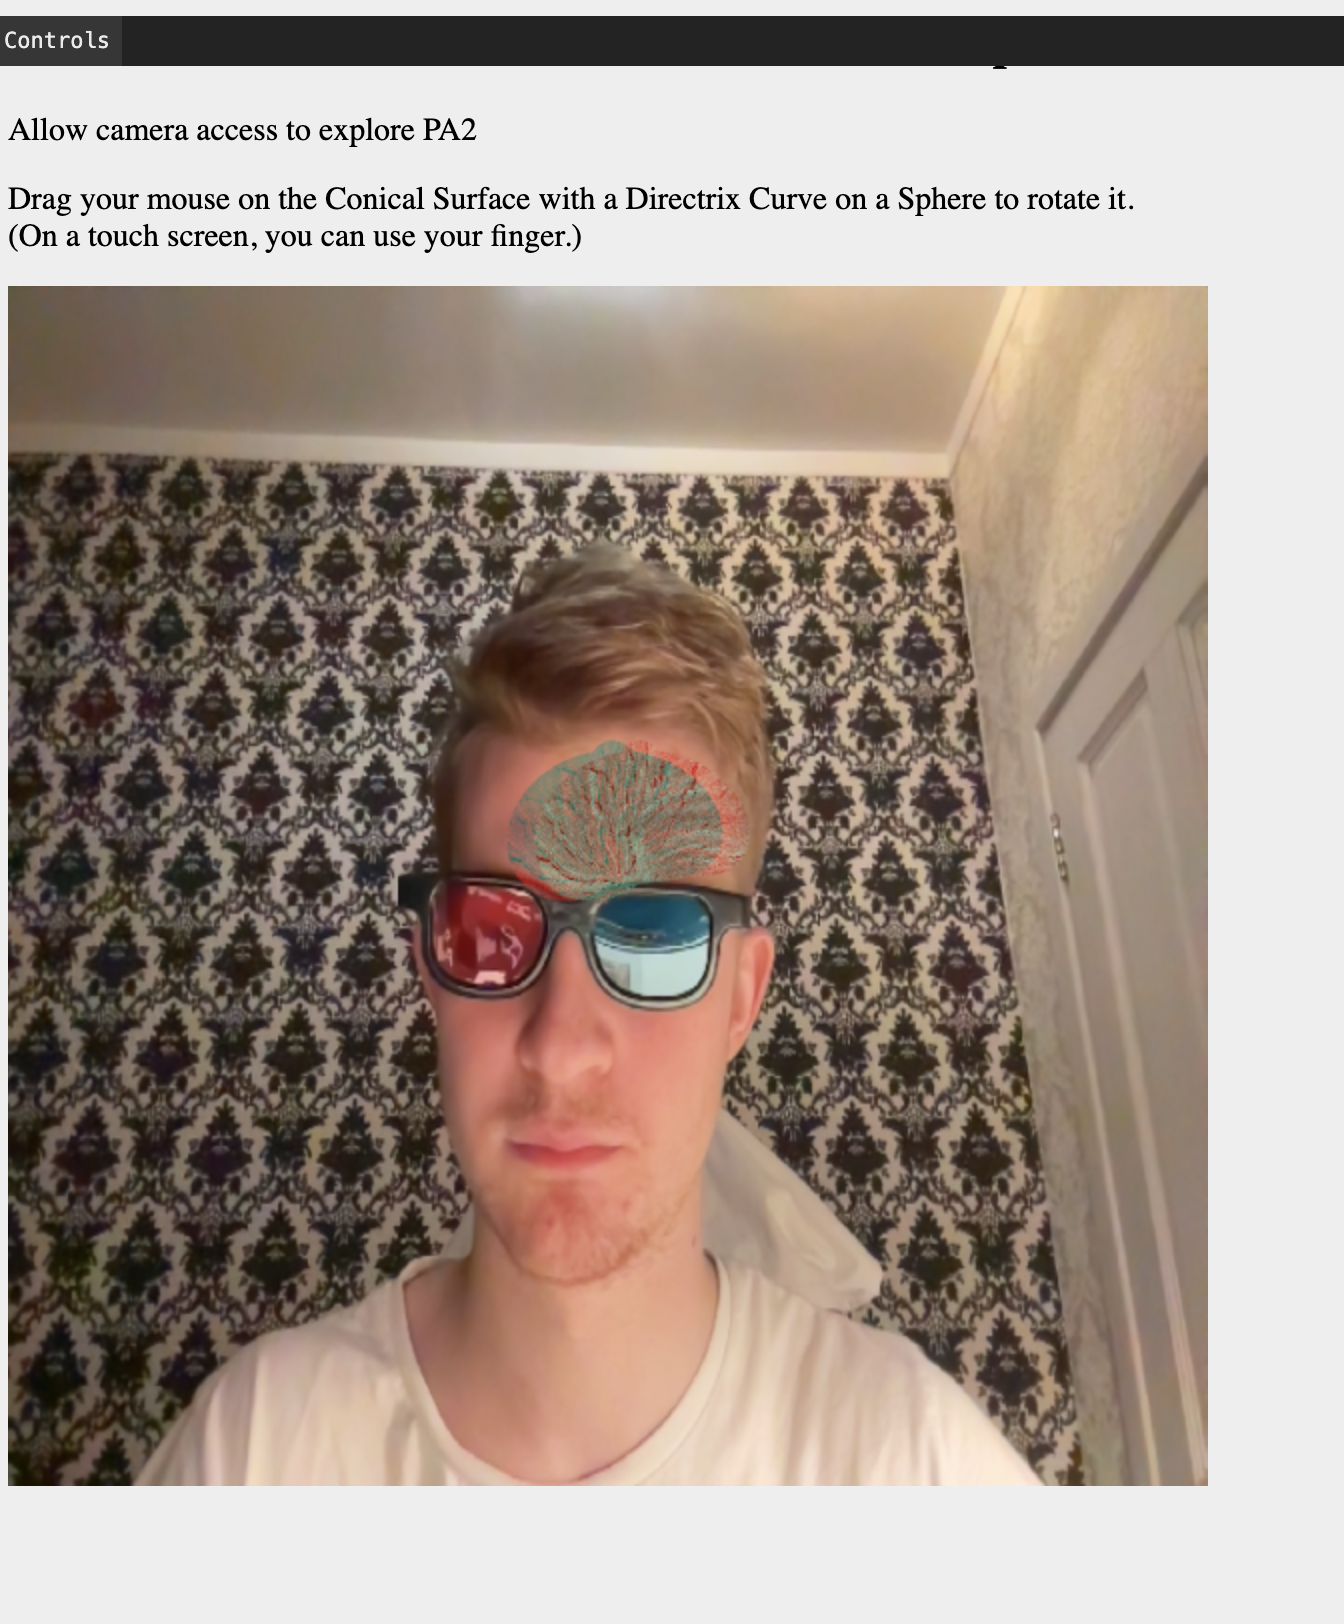 Controls
Allow camera access to explore PA2
Drag your mouse on the Conical Surface with a Directrix Curve on a Sphere to rotate it.
(On a touch screen, you can use your finger.)